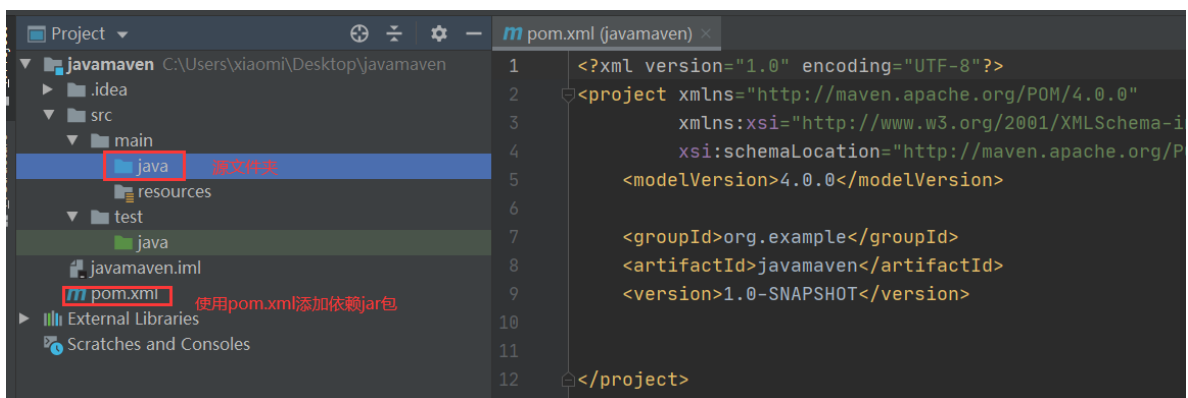 Project
javamaven C:\Users\xiaomi\Desktop\javamaven
.idea
src
main
java 源文件夹
resources
test
java
javamaven.iml
pom.xml 使用pom.xml添加依赖jar包
External Libraries
Scratches and Consoles
pom.xml (javamaven)
1 <?xml version="1.0" encoding="UTF-8"?>
2 <project xmlns="http://maven.apache.org/POM/4.0.0"
3 xmlns:xsi="http://www.w3.org/2001/XMLSchema-i
4 xsi:schemaLocation="http://maven.apache.org/P
5 <modelVersion>4.0.0</modelVersion>
6
7 <groupId>org.example</groupId>
8 <artifactId>javamaven</artifactId>
9 <version>1.0-SNAPSHOT</version>
10
11
12 </project>